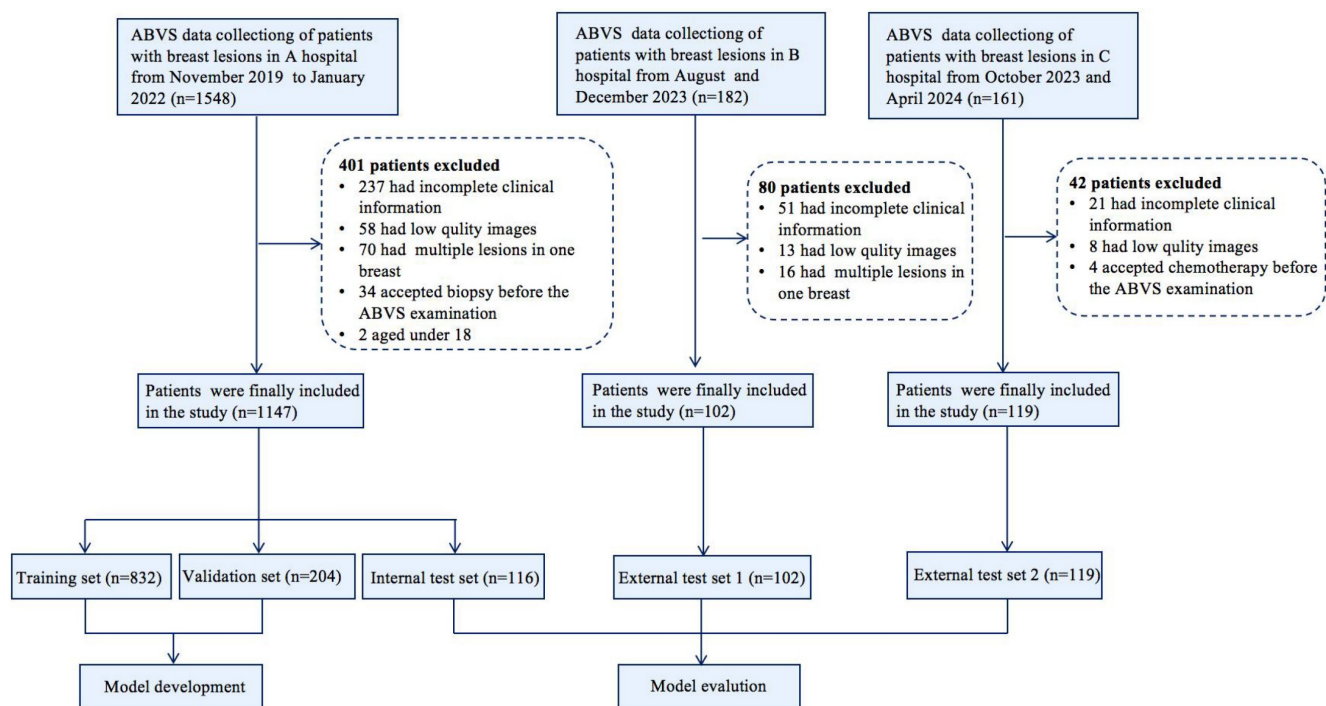 ABVS data collectiong of patients
with breast lesions in A hospital
from November 2019 to January
2022 (n=1548)
ABVS data collectiong of
patients with breast lesions in B
hospital from August and
December 2023 (n=182)
ABVS data collectiong of
patients with breast lesions in C
hospital from October 2023 and
April 2024 (n=161)
401 patients excluded
• 237 had incomplete clinical
information
• 58 had low qulity images
• 70 had multiple lesions in one
breast
• 34 accepted biopsy before the
ABVS examination
• 2 aged under 18
80 patients excluded
• 51 had incomplete clinical
information
• 13 had low qulity images
• 16 had multiple lesions in
one breast
42 patients excluded
• 21 had incomplete clinical
information
• 8 had low qulity images
• 4 accepted chemotherapy before
the ABVS examination
Patients were finally included
in the study (n=1147)
Patients were finally included
in the study (n=102)
Patients were finally included
in the study (n=119)
Training set (n=832)
Validation set (n=204)
Internal test set (n=116)
External test set 1 (n=102)
External test set 2 (n=119)
Model development
Model evalution